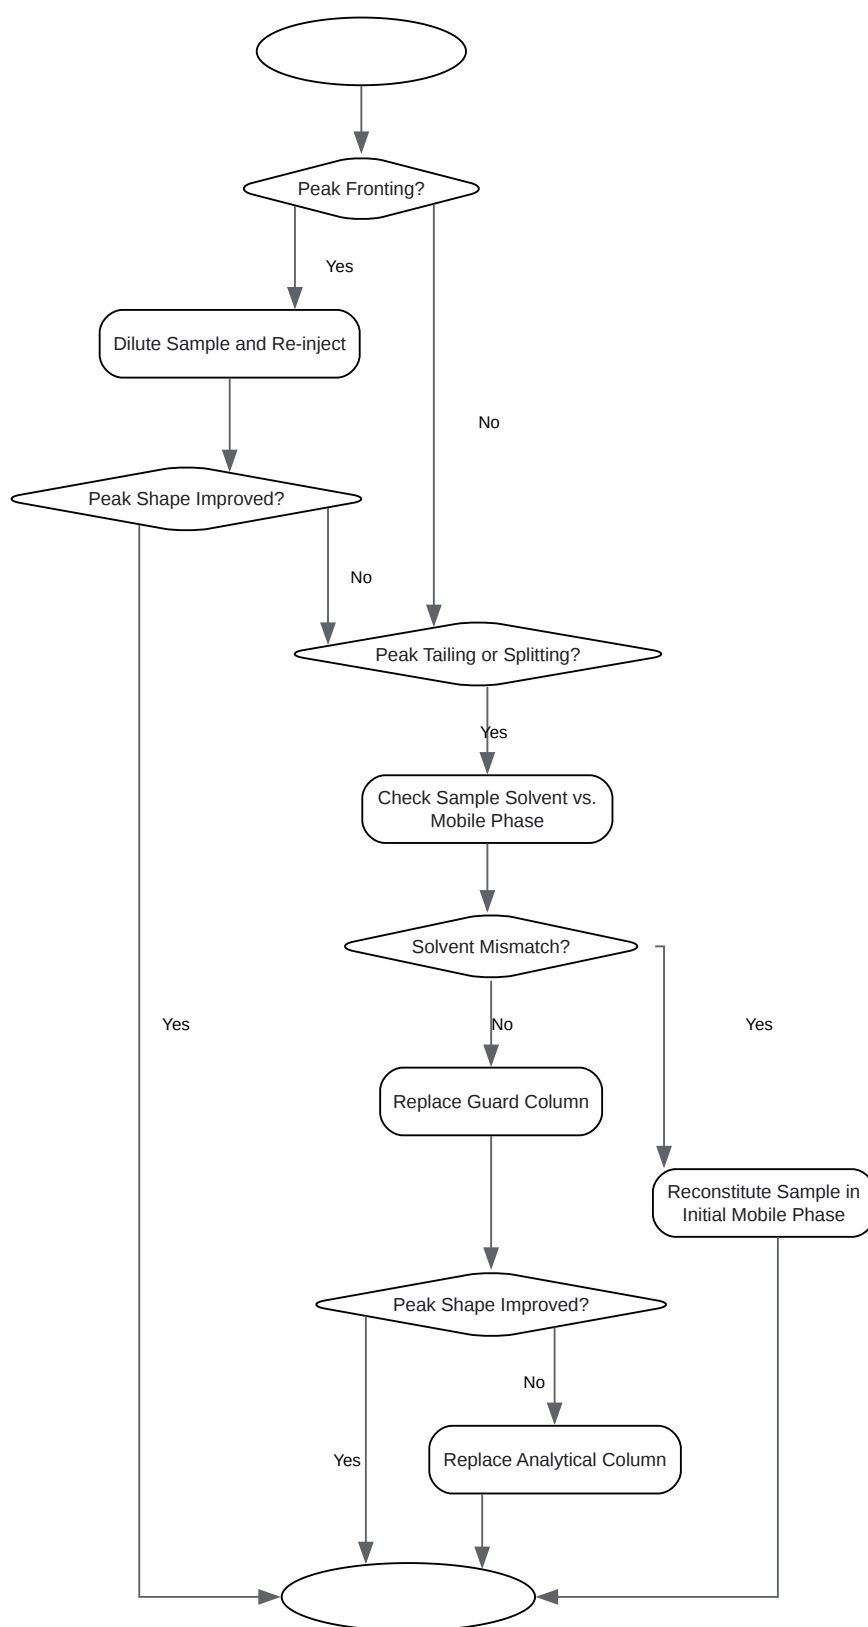 Peak Fronting?
Yes
Dilute Sample and Re-inject
No
Peak Shape Improved?
No
Peak Tailing or Splitting?
Yes
Check Sample Solvent vs.
Mobile Phase
Solvent Mismatch?
Yes
No
Yes
Replace Guard Column
Reconstitute Sample in
Initial Mobile Phase
Peak Shape Improved?
No
Yes
Replace Analytical Column